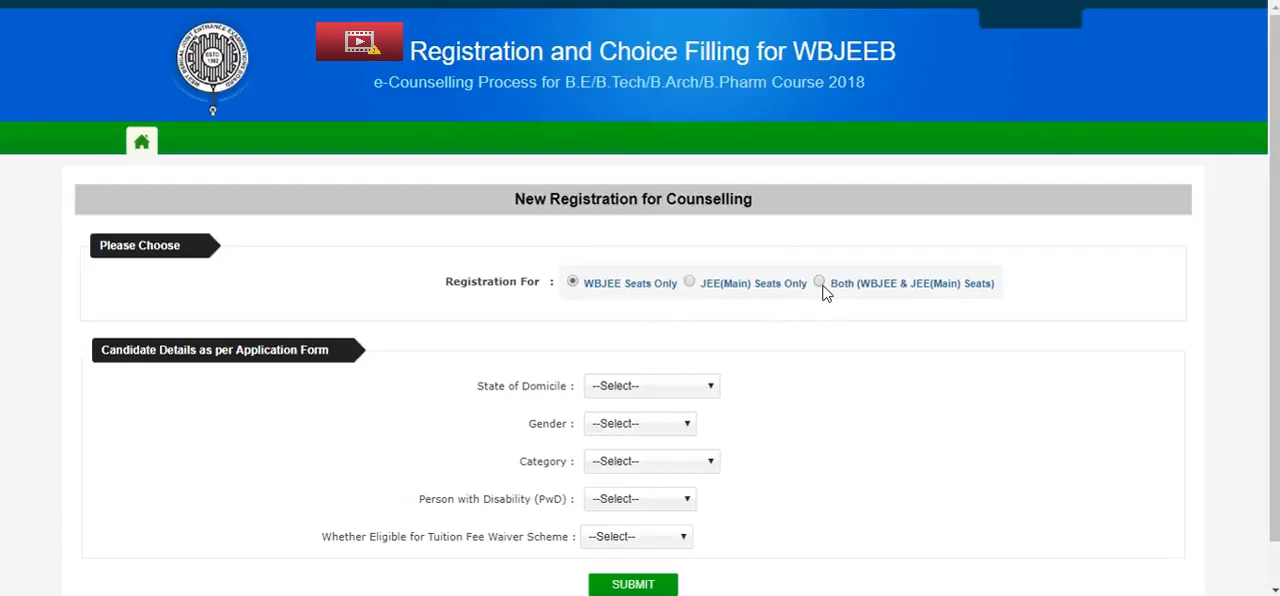 Registration and Choice Filling for WBJEEB
e-Counselling Process for B.E/B.Tech/B.Arch/B.Pharm Course 2018
New Registration for Counselling
Please Choose
Registration For : WBJEE Seats Only JEE(Main) Seats Only Both (WBJEE & JEE(Main) Seats)
Candidate Details as per Application Form
State of Domicile : --Select--
Gender : --Select--
Category : --Select--
Person with Disability (PwD) : --Select--
Whether Eligible for Tuition Fee Waiver Scheme : --Select--
SUBMIT